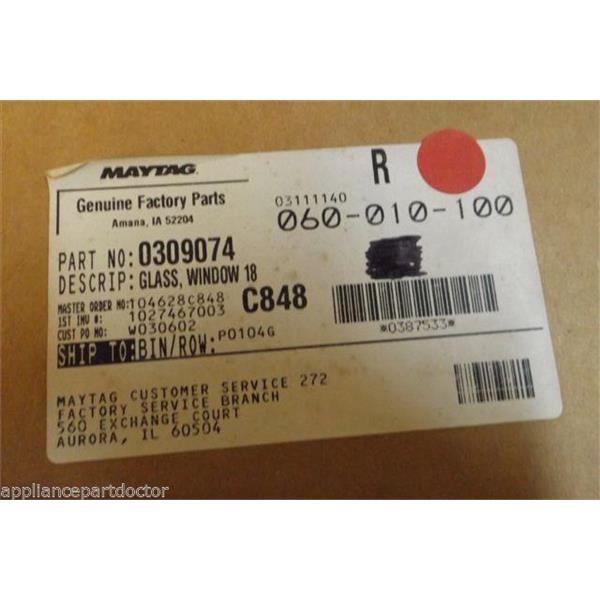 MAYTAG
R
Genuine Factory Parts
Amana, IA 52204
03111140
060-010-100
PART NO: 0309074
DESCRIP: GLASS, WINDOW 18
MASTER ORDER NO: 104628C848
C848
1ST INV #: 1027467003
CUST PO NO: W030602
*0387533*
SHIP TO: BIN/ROW: P0104G
MAYTAG CUSTOMER SERVICE 272
FACTORY SERVICE BRANCH
560 EXCHANGE COURT
AURORA, IL 60504
appliancepartdoctor